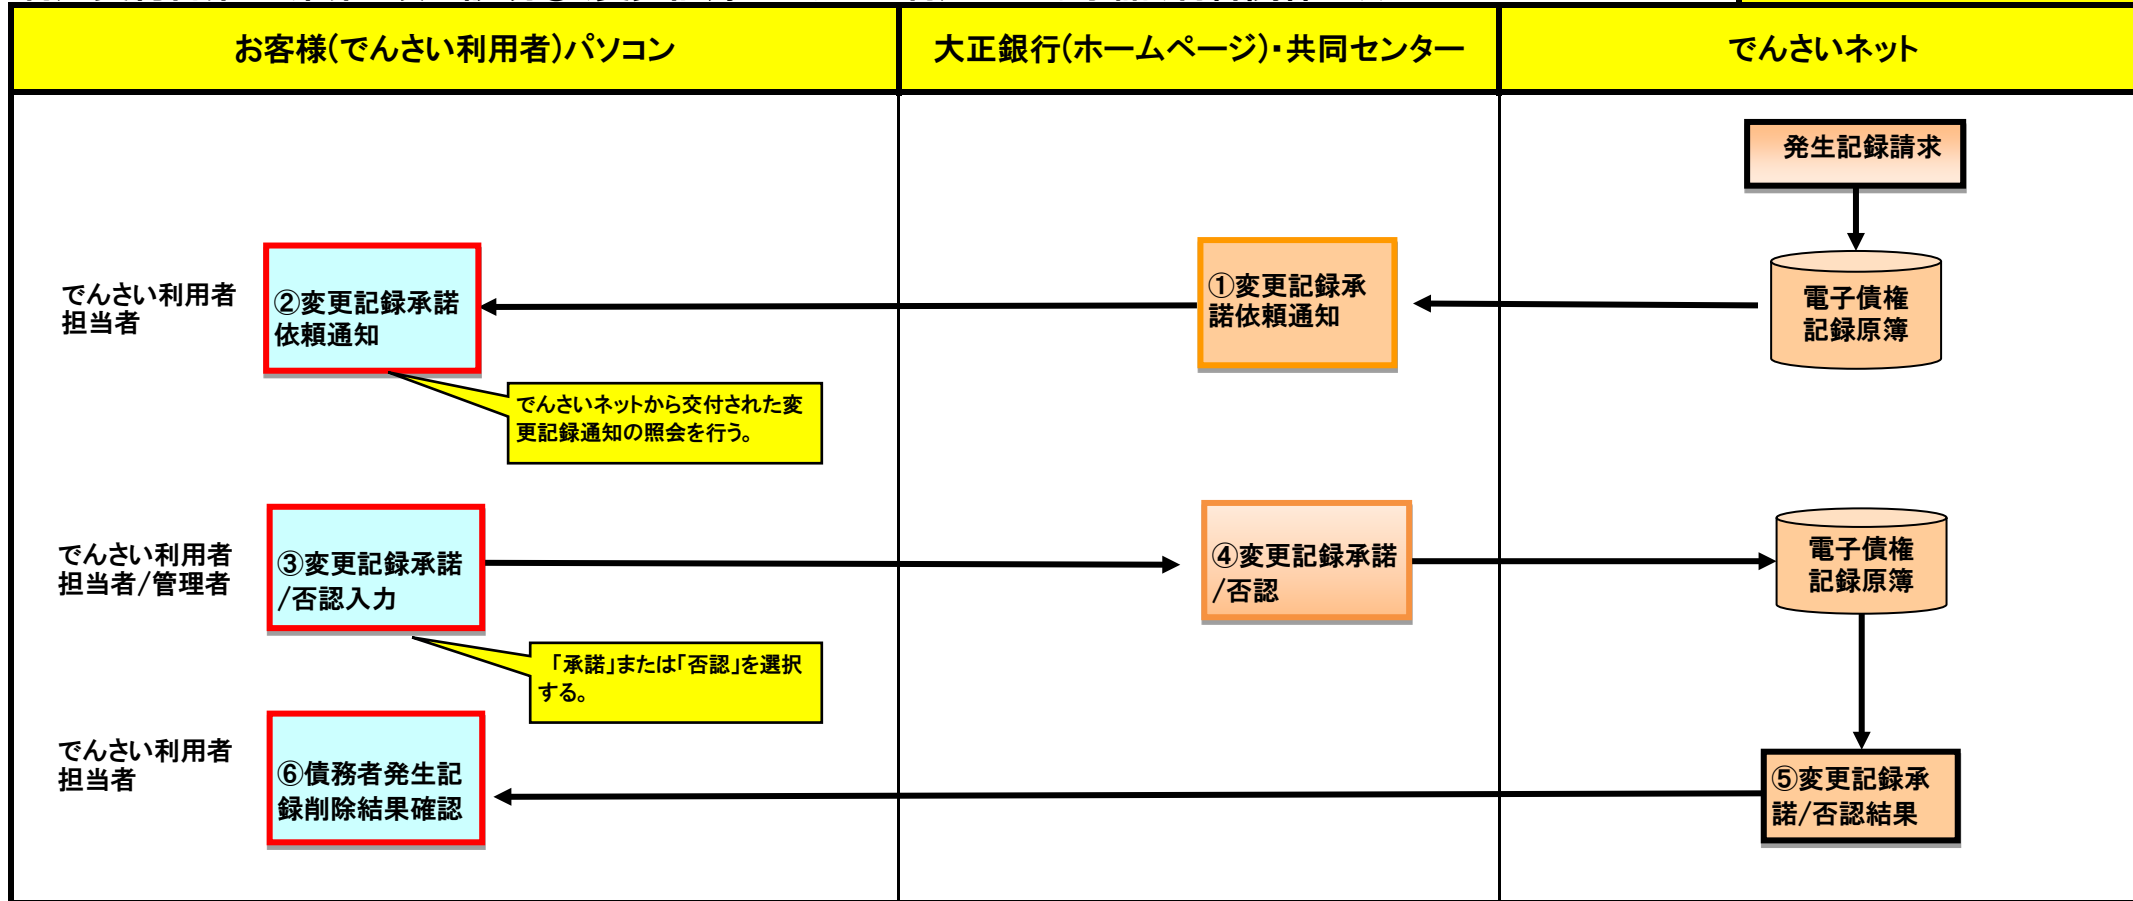 お客様(でんさい利用者)パソコン
大正銀行(ホームページ)・共同センター
でんさいネット
発生記録請求
でんさい利用者
担当者
②変更記録承諾
依頼通知
①変更記録承
諾依頼通知
電子債権
記録原簿
でんさいネットから交付された変
更記録通知の照会を行う。
でんさい利用者
担当者/管理者
③変更記録承諾
/否認入力
④変更記録承諾
/否認
電子債権
記録原簿
「承諾」または「否認」を選択
する。
でんさい利用者
担当者
⑥債務者発生記
録削除結果確認
⑤変更記録承
諾/否認結果